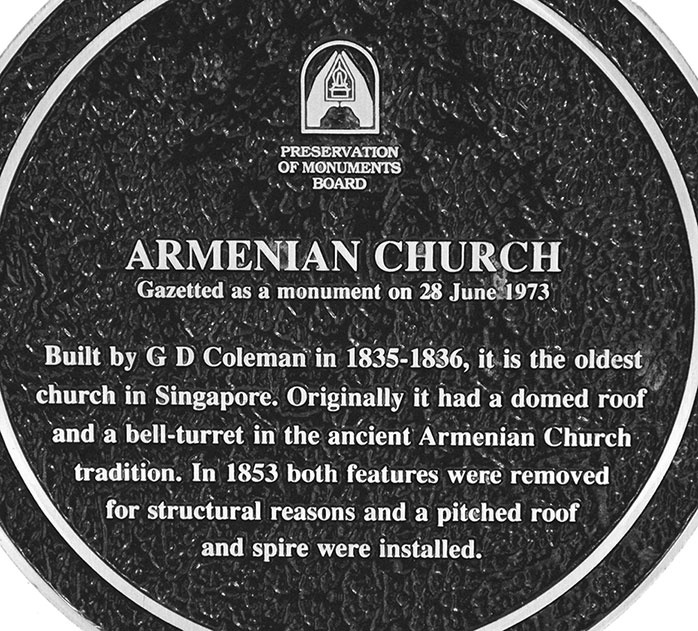 PRESERVATION
OF MONUMENTS
BOARD
ARMENIAN CHURCH
Gazetted as a monument on 28 June 1973
Built by G D Coleman in 1835-1836, it is the oldest
church in Singapore. Originally it had a domed roof
and a bell-turret in the ancient Armenian Church
tradition. In 1853 both features were removed
for structural reasons and a pitched roof
and spire were installed.